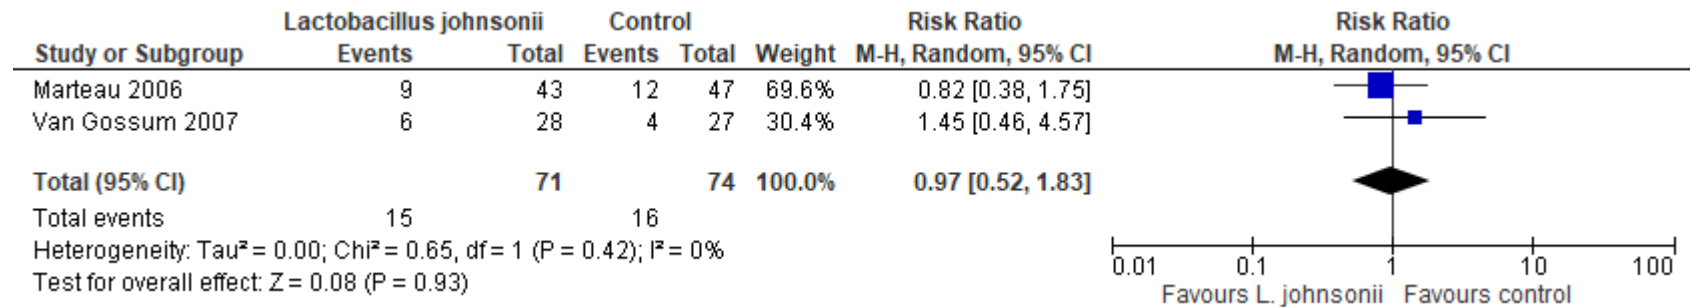 Lactobacillus johnsonii Control Risk Ratio Risk Ratio
Study or Subgroup Events Total Events Total Weight M-H, Random, 95% CI M-H, Random, 95% CI
Marteau 2006 9 43 12 47 69.6% 0.82 [0.38, 1.75]
Van Gossum 2007 6 28 4 27 30.4% 1.45 [0.46, 4.57]
Total (95% CI) 71 74 100.0% 0.97 [0.52, 1.83]
Total events 15 16
Heterogeneity: Tau² = 0.00; Chi² = 0.65, df = 1 (P = 0.42); I² = 0%
Test for overall effect: Z = 0.08 (P = 0.93)
0.01 0.1 1 10 100
Favours L. johnsonii Favours control